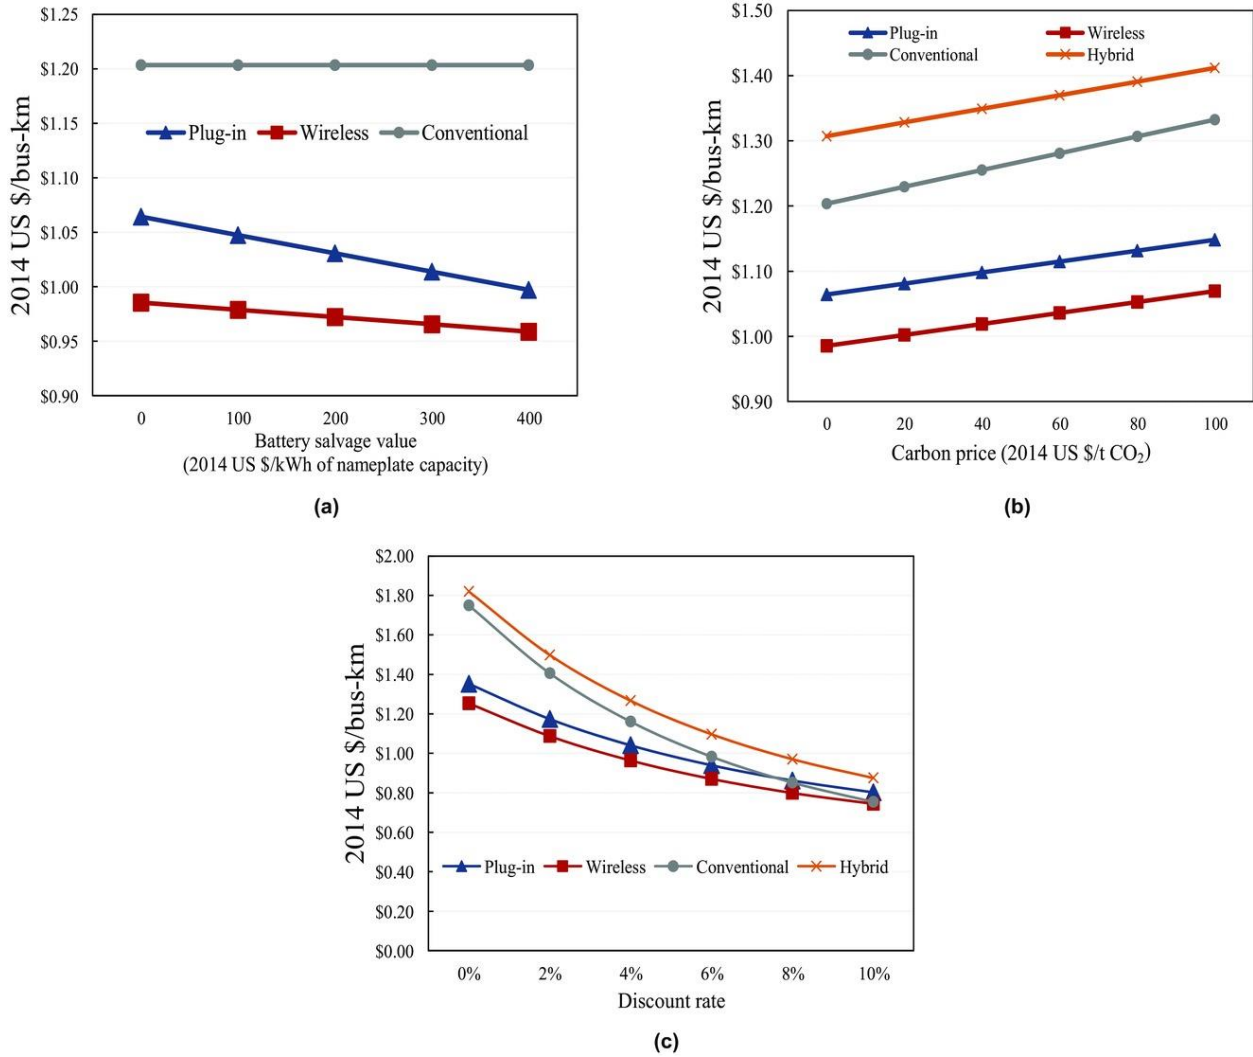 $1.25
$1.20
$1.15
$1.10
$1.05
$1.00
$0.95
$0.90
2014 US $/bus-km
Plug-in Wireless Conventional
0 100 200 300 400
Battery salvage value
(2014 US $/kWh of nameplate capacity)
(a)
$1.50
$1.40
$1.30
$1.20
$1.10
$1.00
$0.90
2014 US $/bus-km
Plug-in Wireless
Conventional Hybrid
0 20 40 60 80 100
Carbon price (2014 US $/t CO₂)
(b)
$2.00
$1.80
$1.60
$1.40
$1.20
$1.00
$0.80
$0.60
$0.40
$0.20
$0.00
2014 US $/bus-km
Plug-in Wireless Conventional Hybrid
0% 2% 4% 6% 8% 10%
Discount rate
(c)